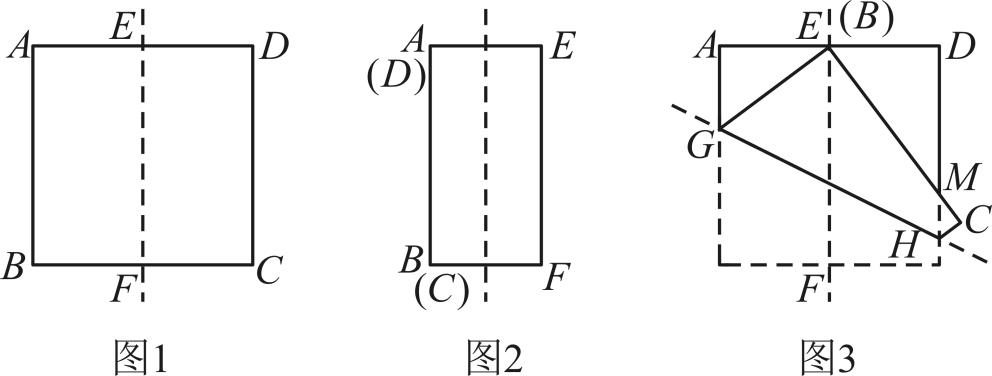 A E D
B F C
图1
A E
(D)
B F
(C)
图2
A E (B) D
G M
H C
F
图3